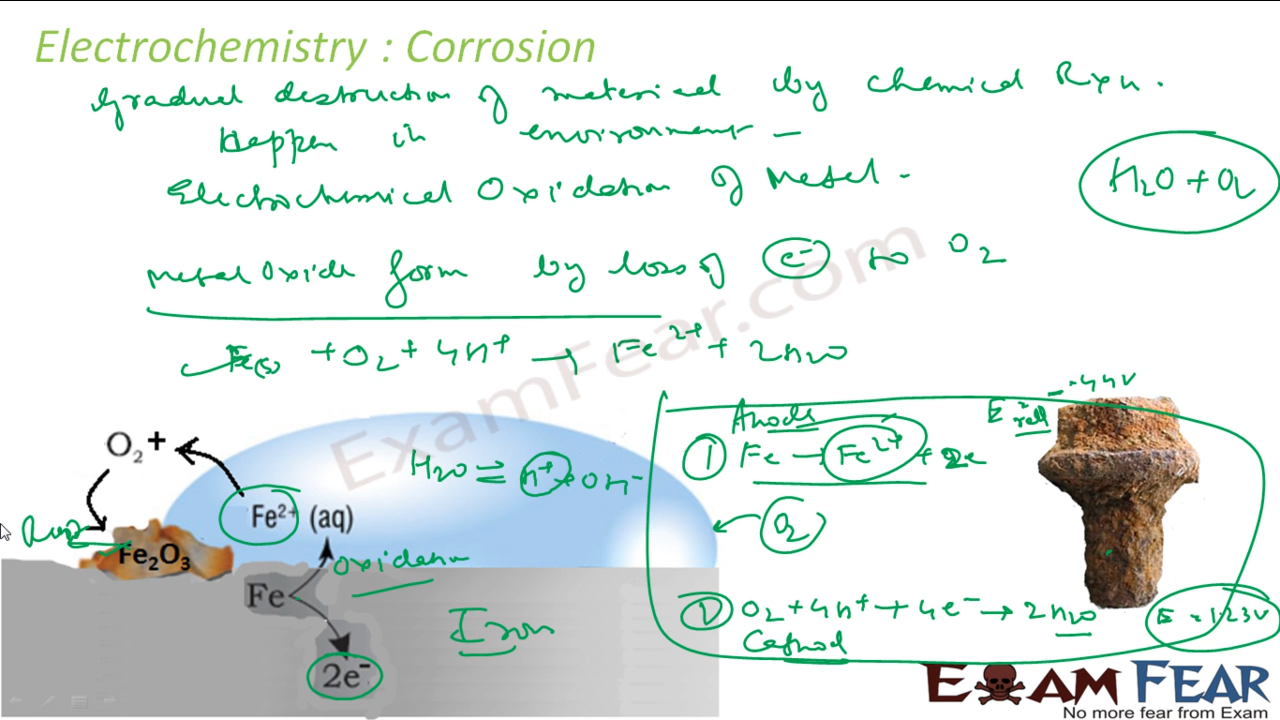 Electrochemistry : Corrosion
Gradual destruction of material by chemical Rxn.
Happen in environment –
Electrochemical Oxidation of Metal -
H₂O + O₂
Metal Oxide form by loss of e⁻ to O₂
Fe(s) + O₂ + 4H⁺ → Fe²⁺ + 2H₂O
ExamFear.com
Anode
① Fe → Fe²⁺ + 2e
E cell -.44V
O₂ +
H₂O ⇌ H⁺ + OH⁻
Fe²⁺ (aq)
O₂
Rust
Fe₂O₃
Oxidation
Fe
Iron
2e⁻
② O₂ + 4H⁺ + 4e⁻ → 2H₂O
E = 1.23V
Cathode
EXAM FEAR
No more fear from Exam